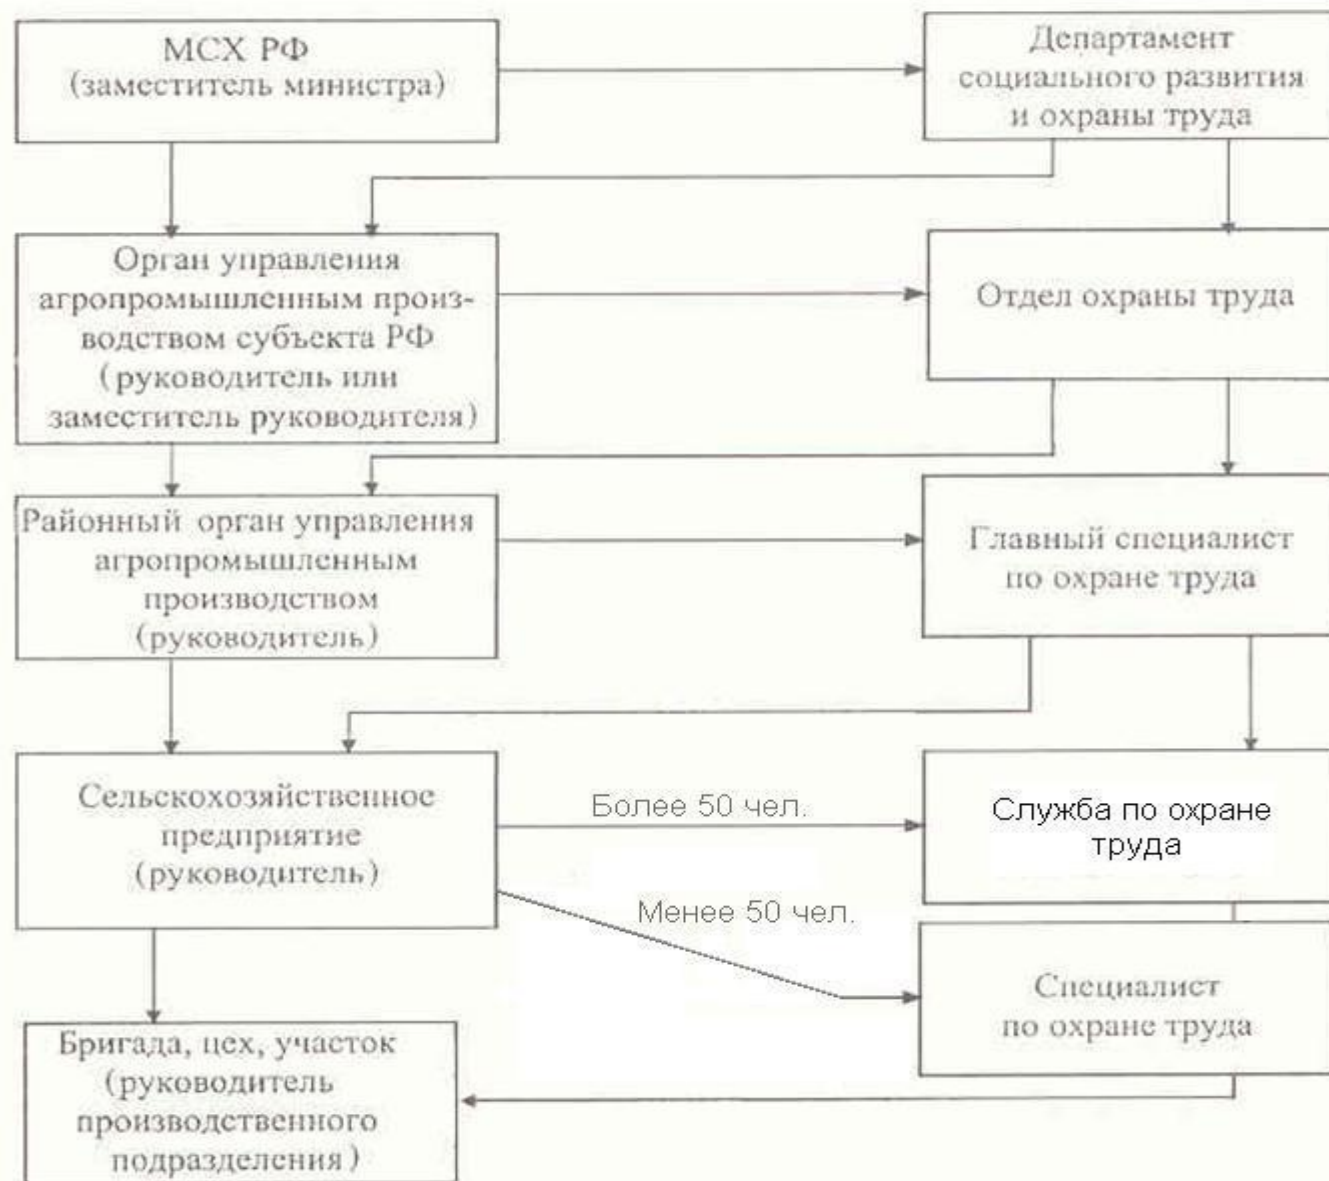 МСХ РФ
(заместитель министра)
Департамент
социального развития
и охраны труда
Орган управления
агропромышленным произ-
водством субъекта РФ
(руководитель или
заместитель руководителя)
Отдел охраны труда
Районный орган управления
агропромышленным
производством
(руководитель)
Главный специалист
по охране труда
Сельскохозяйственное
предприятие
(руководитель)
Более 50 чел.
Служба по охране
труда
Менее 50 чел.
Специалист
по охране труда
Бригада, цех, участок
(руководитель
производственного
подразделения)